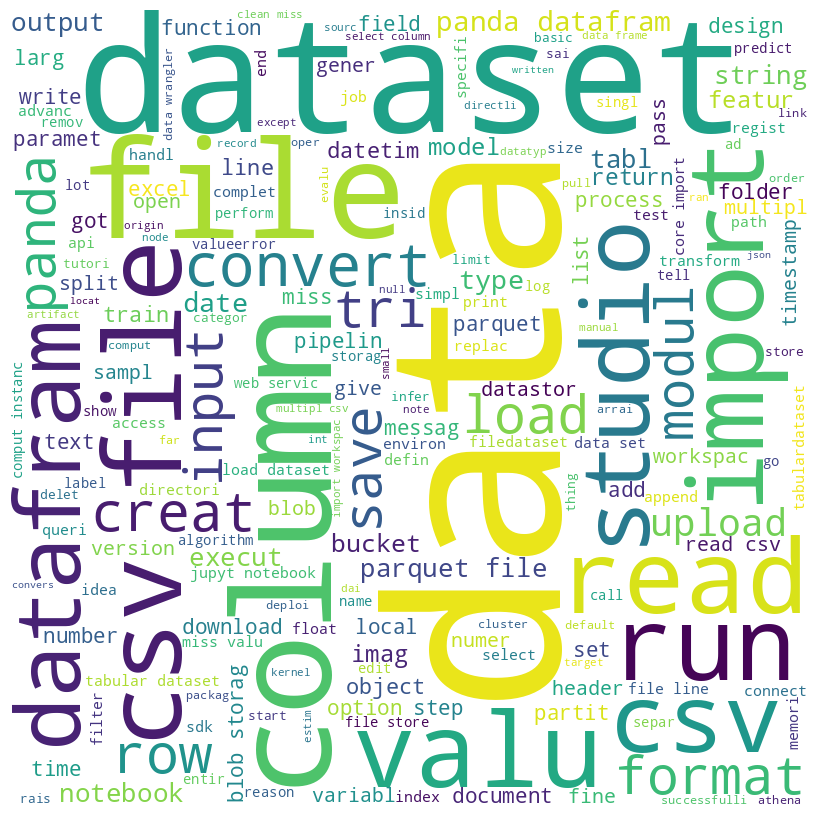 clean miss
sourc
output
function
field
panda datafram
design
select column
basic
data frame
dataset
data wrangler
end
larg
gener
specifi
sai
predict
written
string
write
job
directli
singl
featur
link
advanc
remov
except
pass
regist
paramet
file
record
oper
datetim
model
datatyp
size
tabl
ad
handl
line
pull
return
core import
folder
order
panda
lot
excel
complet
evalu
insid
process
ran
multipl
open
test
import
got
perform
path
origin
data
studio
list
api
node
valueerror
convert
limit
type
transform
json
tutori
file csv
null
log
tell
timestamp
split
locat
date
miss
tri
simpl
print
modul
artifact
train
categor
pipelin
parquet
manual
comput
storag
replac
store
datafram
sampl
input
column
web servic
small
show
give
infer
datastor
load
comput instanc
access
multipl csv
note
arrai
text
int
messag
environ
data set
go
label
load dataset
save
defin
filedataset
workspac
tabulardataset
delet
directori
import workspac
thing
add
append
creat
blob
upload
queri
algorithm
bucket
read csv
version
execut
idea
jupyt notebook
parquet file
read
convers
dai
call
deploi
name
number
download
float
local
cluster
default
run
miss valu
numer
set
select
imag
target
kernel
edit
tabular dataset
object
header
file line
connect
filter
packag
blob storag
option
step
sdk
start
estim
file store
partit
csv
separ
memori
row
valu
time
entir
format
rais
notebook
reason
variabl
index
document
fine
successfulli
athena